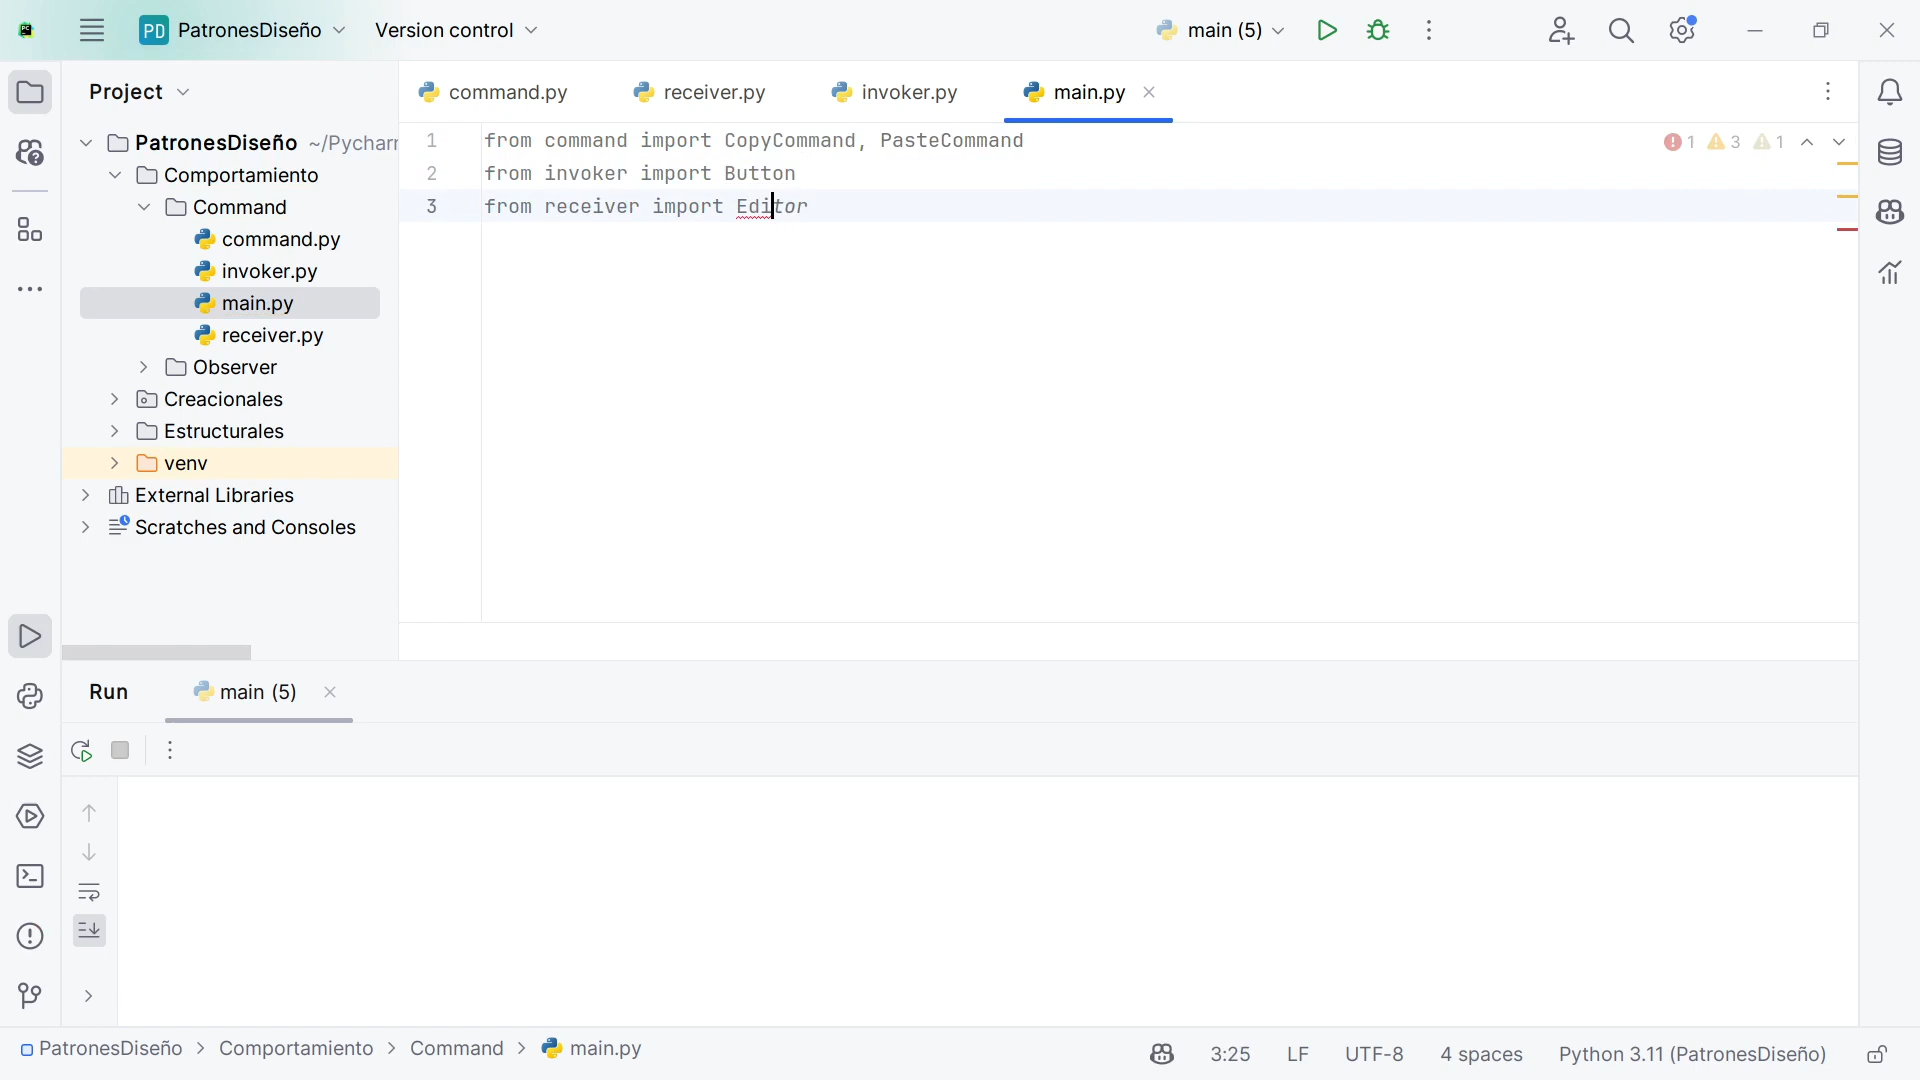 PD PatronesDiseño
Version control
main (5)
Project
command.py
receiver.py
invoker.py
main.py
PatronesDiseño ~/Pychar
Comportamiento
Command
command.py
invoker.py
main.py
receiver.py
Observer
Creacionales
Estructurales
venv
External Libraries
Scratches and Consoles
1 from command import CopyCommand, PasteCommand
2 from invoker import Button
3 from receiver import Editor
1 3 1
Run
main (5)
PatronesDiseño > Comportamiento > Command > main.py
3:25 LF UTF-8 4 spaces Python 3.11 (PatronesDiseño)